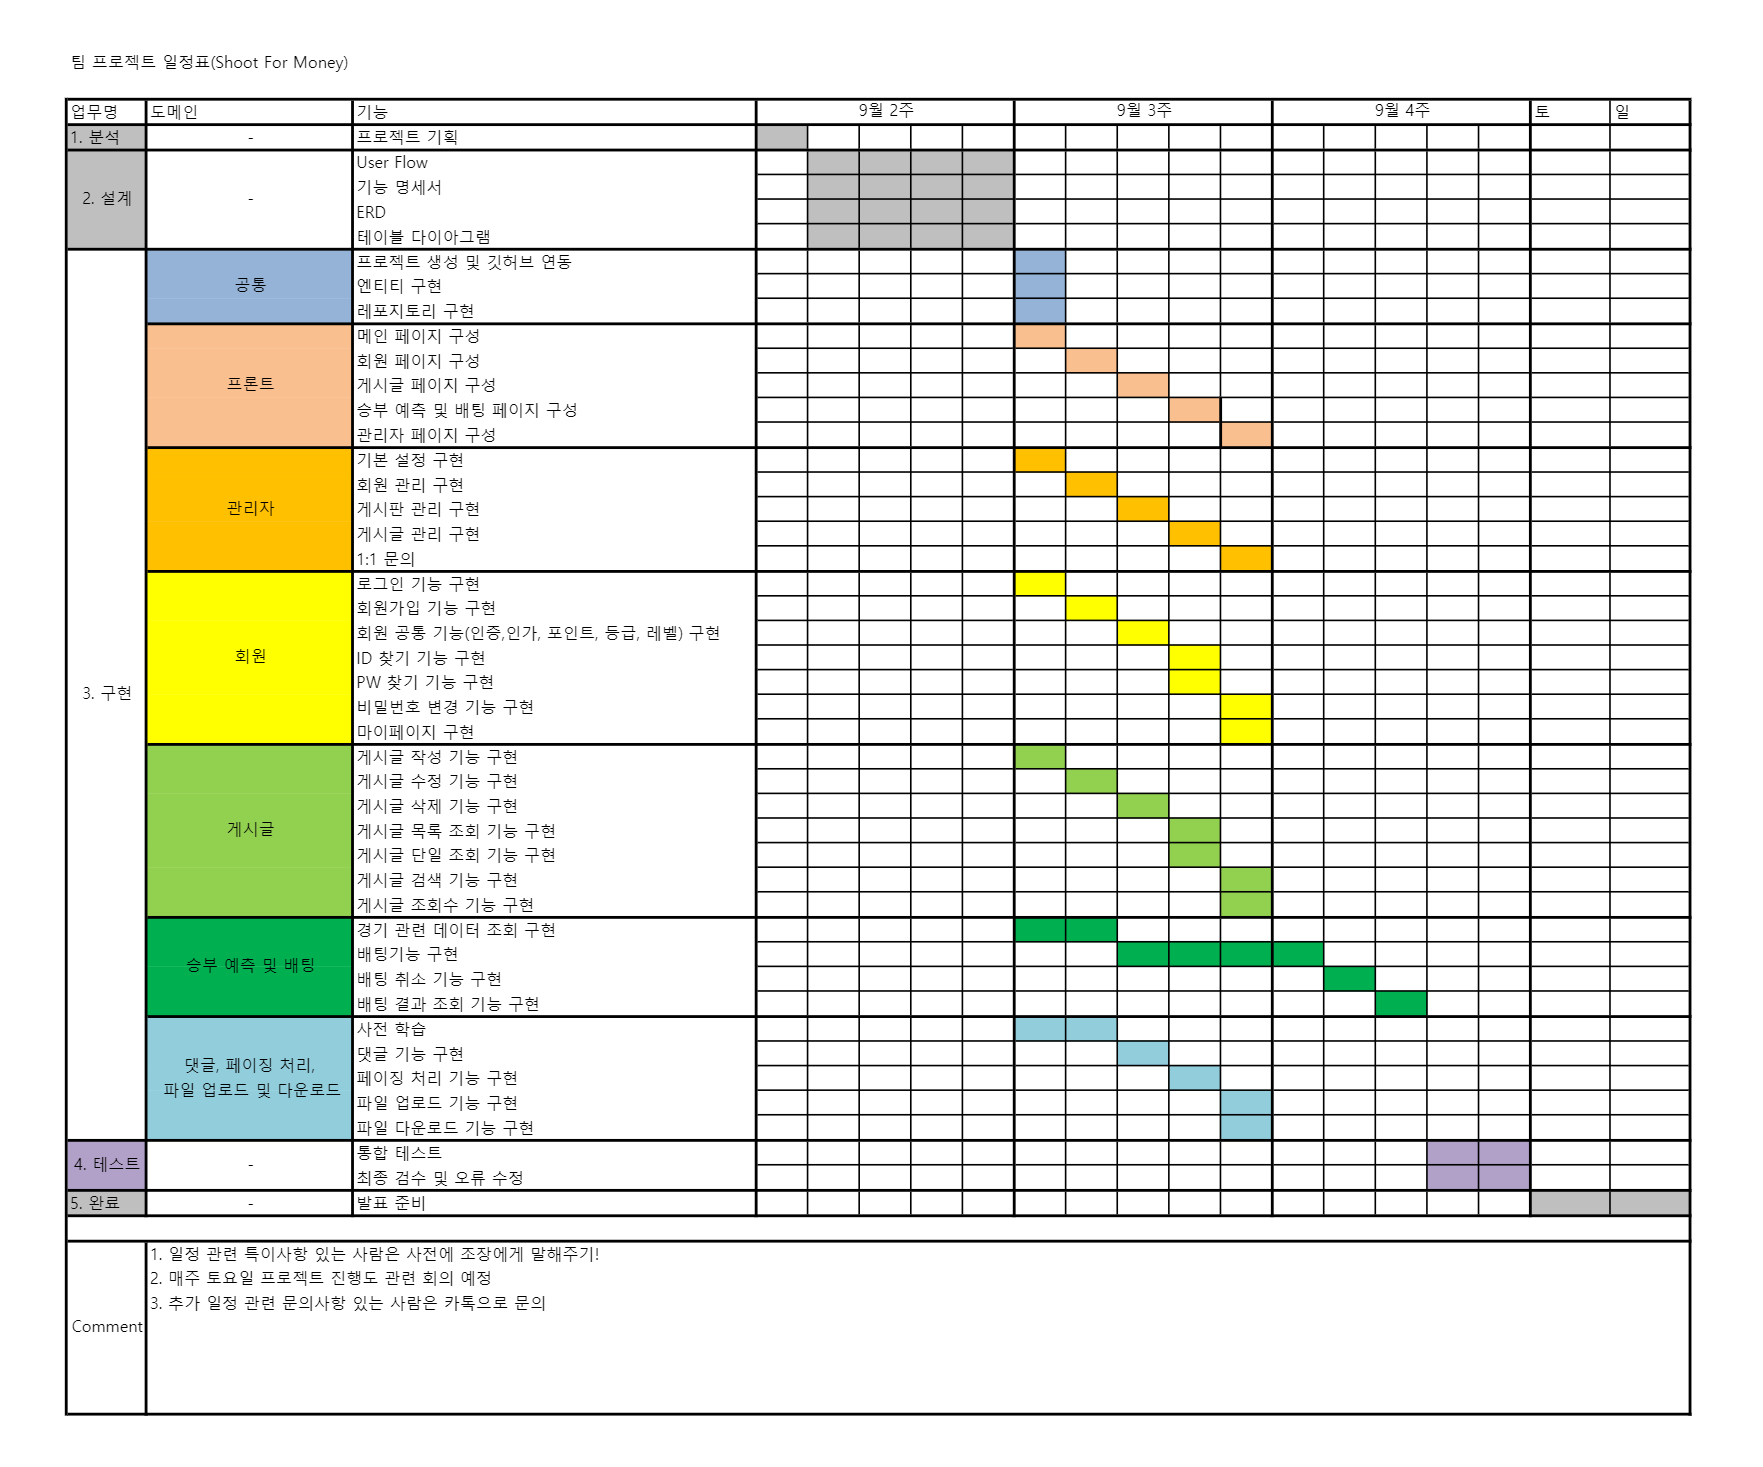 팀 프로젝트 일정표(Shoot For Money)
업무명 도메인 기능 9월 2주 9월 3주 9월 4주 토 일
1. 분석 - 프로젝트 기획
2. 설계 - User Flow
기능 명세서
ERD
테이블 다이아그램
3. 구현
공통
프로젝트 생성 및 깃허브 연동
엔티티 구현
레포지토리 구현
프론트
메인 페이지 구성
회원 페이지 구성
게시글 페이지 구성
승부 예측 및 배팅 페이지 구성
관리자 페이지 구성
관리자
기본 설정 구현
회원 관리 구현
게시판 관리 구현
게시글 관리 구현
1:1 문의
회원
로그인 기능 구현
회원가입 기능 구현
회원 공통 기능(인증,인가, 포인트, 등급, 레벨) 구현
ID 찾기 기능 구현
PW 찾기 기능 구현
비밀번호 변경 기능 구현
마이페이지 구현
게시글
게시글 작성 기능 구현
게시글 수정 기능 구현
게시글 삭제 기능 구현
게시글 목록 조회 기능 구현
게시글 단일 조회 기능 구현
게시글 검색 기능 구현
게시글 조회수 기능 구현
승부 예측 및 배팅
경기 관련 데이터 조회 구현
배팅기능 구현
배팅 취소 기능 구현
배팅 결과 조회 기능 구현
댓글, 페이징 처리,
파일 업로드 및 다운로드
사전 학습
댓글 기능 구현
페이징 처리 기능 구현
파일 업로드 기능 구현
파일 다운로드 기능 구현
4. 테스트 - 통합 테스트
최종 검수 및 오류 수정
5. 완료 - 발표 준비
Comment
1. 일정 관련 특이사항 있는 사람은 사전에 조장에게 말해주기!
2. 매주 토요일 프로젝트 진행도 관련 회의 예정
3. 추가 일정 관련 문의사항 있는 사람은 카톡으로 문의